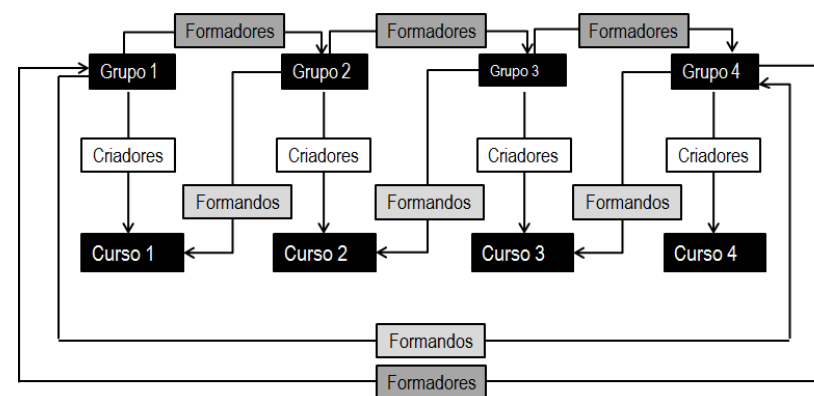 Formadores
Formadores
Formadores
Grupo 1
Grupo 2
Grupo 3
Grupo 4
Criadores
Criadores
Criadores
Criadores
Formandos
Formandos
Formandos
Curso 1
Curso 2
Curso 3
Curso 4
Formandos
Formadores